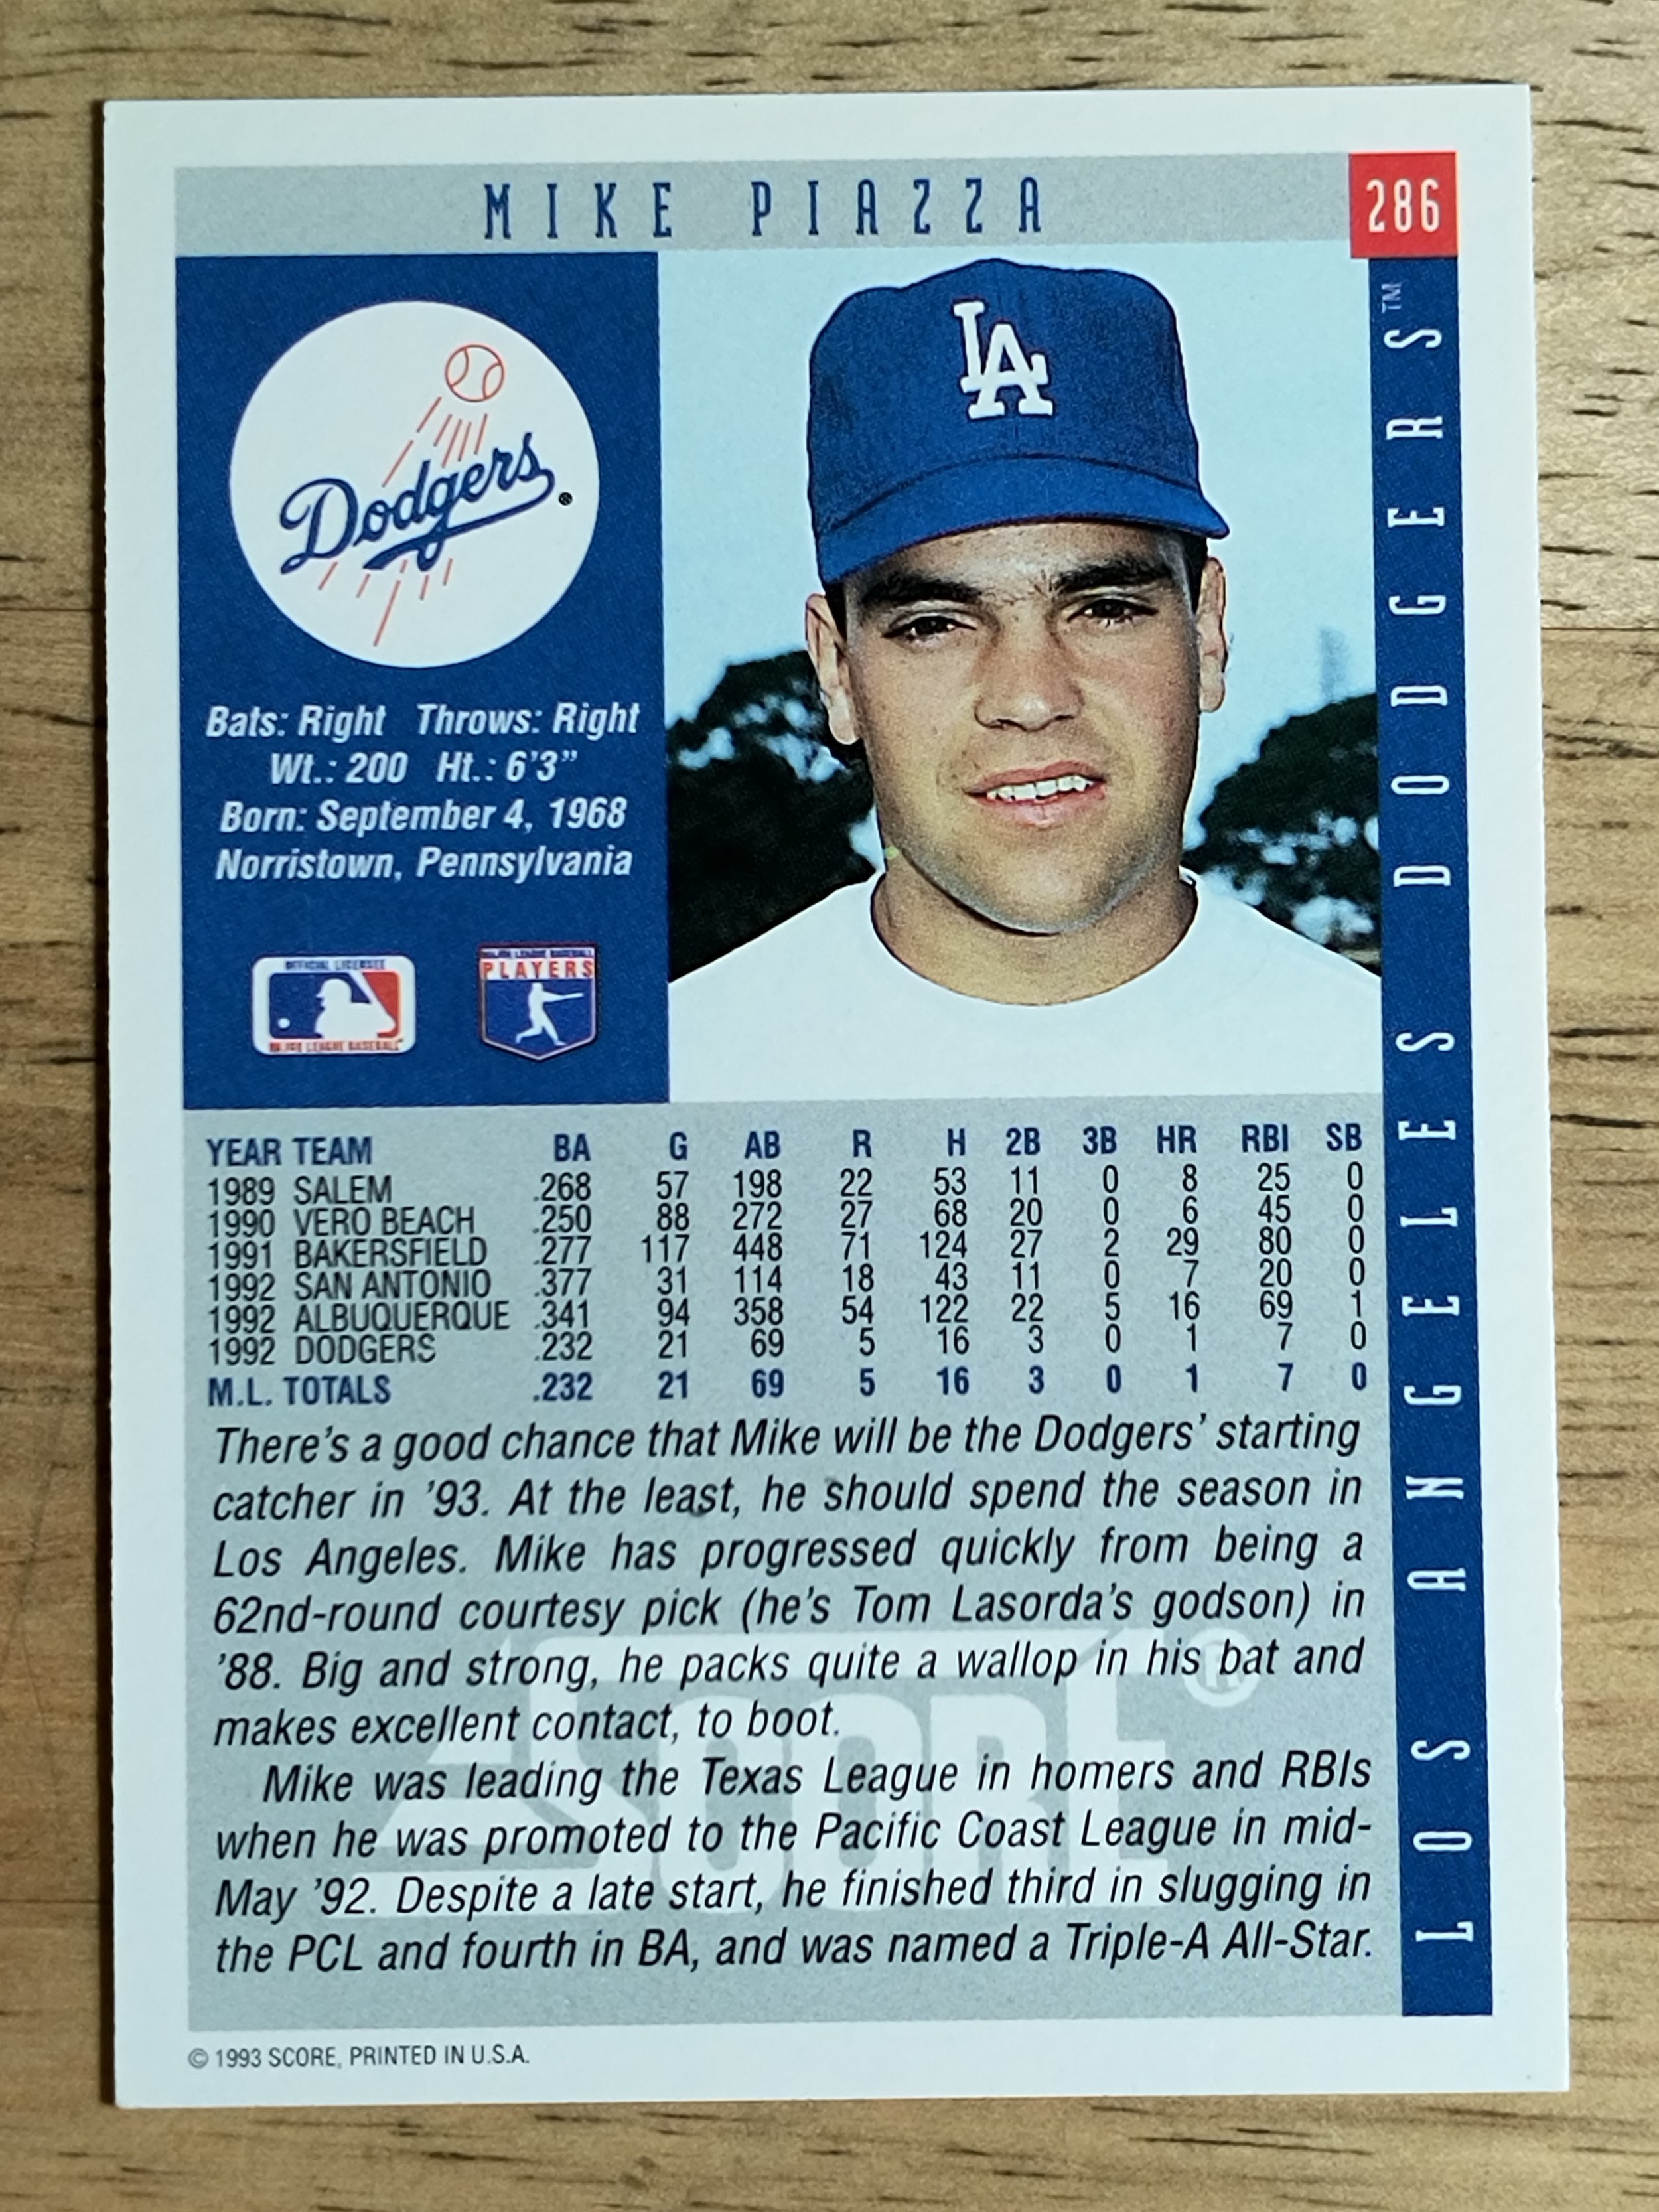 MIKE PIAZZA
286
LA
Dodgers®
LOS ANGELES DODGERS™
Bats: Right Throws: Right
Wt.: 200 Ht.: 6'3”
Born: September 4, 1968
Norristown, Pennsylvania
OFFICIAL LICENSEE
MAJOR LEAGUE BASEBALL
MAJOR LEAGUE BASEBALL
PLAYERS
YEAR TEAM BA G AB R H 2B 3B HR RBI SB
1989 SALEM .268 57 198 22 53 11 0 8 25 0
1990 VERO BEACH .250 88 272 27 68 20 0 6 45 0
1991 BAKERSFIELD .277 117 448 71 124 27 2 29 80 0
1992 SAN ANTONIO .377 31 114 18 43 11 0 7 20 0
1992 ALBUQUERQUE .341 94 358 54 122 22 5 16 69 1
1992 DODGERS .232 21 69 5 16 3 0 1 7 0
M.L. TOTALS .232 21 69 5 16 3 0 1 7 0
There's a good chance that Mike will be the Dodgers' starting
catcher in '93. At the least, he should spend the season in
Los Angeles. Mike has progressed quickly from being a
62nd-round courtesy pick (he's Tom Lasorda's godson) in
'88. Big and strong, he packs quite a wallop in his bat and
makes excellent contact, to boot.
Mike was leading the Texas League in homers and RBIs
when he was promoted to the Pacific Coast League in mid-
May '92. Despite a late start, he finished third in slugging in
the PCL and fourth in BA, and was named a Triple-A All-Star.
SCORE®
© 1993 SCORE, PRINTED IN U.S.A.